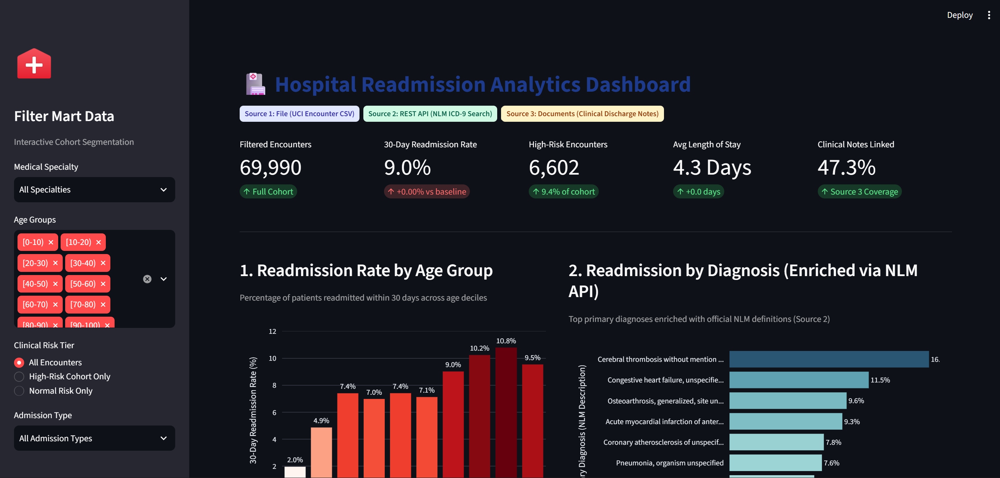 Deploy
Filter Mart Data
Interactive Cohort Segmentation
Medical Specialty
All Specialties
Age Groups
[0-10) ×
[10-20) ×
[20-30) ×
[30-40) ×
[40-50) ×
[50-60) ×
[60-70) ×
[70-80) ×
[80-90) ×
[90-100) ×
Clinical Risk Tier
All Encounters
High-Risk Cohort Only
Normal Risk Only
Admission Type
All Admission Types
Hospital Readmission Analytics Dashboard
Source 1: File (UCI Encounter CSV)
Source 2: REST API (NLM ICD-9 Search)
Source 3: Documents (Clinical Discharge Notes)
Filtered Encounters
69,990
↑ Full Cohort
30-Day Readmission Rate
9.0%
↑ +0.00% vs baseline
High-Risk Encounters
6,602
↑ 9.4% of cohort
Avg Length of Stay
4.3 Days
↑ +0.0 days
Clinical Notes Linked
47.3%
↑ Source 3 Coverage
1. Readmission Rate by Age Group
Percentage of patients readmitted within 30 days across age deciles
30-Day Readmission Rate (%)
12
10
8
6
4
2
2.0%
4.9%
7.4%
7.0%
7.4%
7.1%
9.0%
10.2%
10.8%
9.5%
2. Readmission by Diagnosis (Enriched via NLM
API)
Top primary diagnoses enriched with official NLM definitions (Source 2)
ry Diagnosis (NLM Description)
Cerebral thrombosis without mention ...
16.
Congestive heart failure, unspecifie...
11.5%
Osteoarthrosis, generalized, site un...
9.6%
Acute myocardial infarction of anter...
9.3%
Coronary atherosclerosis of unspecif...
7.8%
Pneumonia, organism unspecified
7.6%